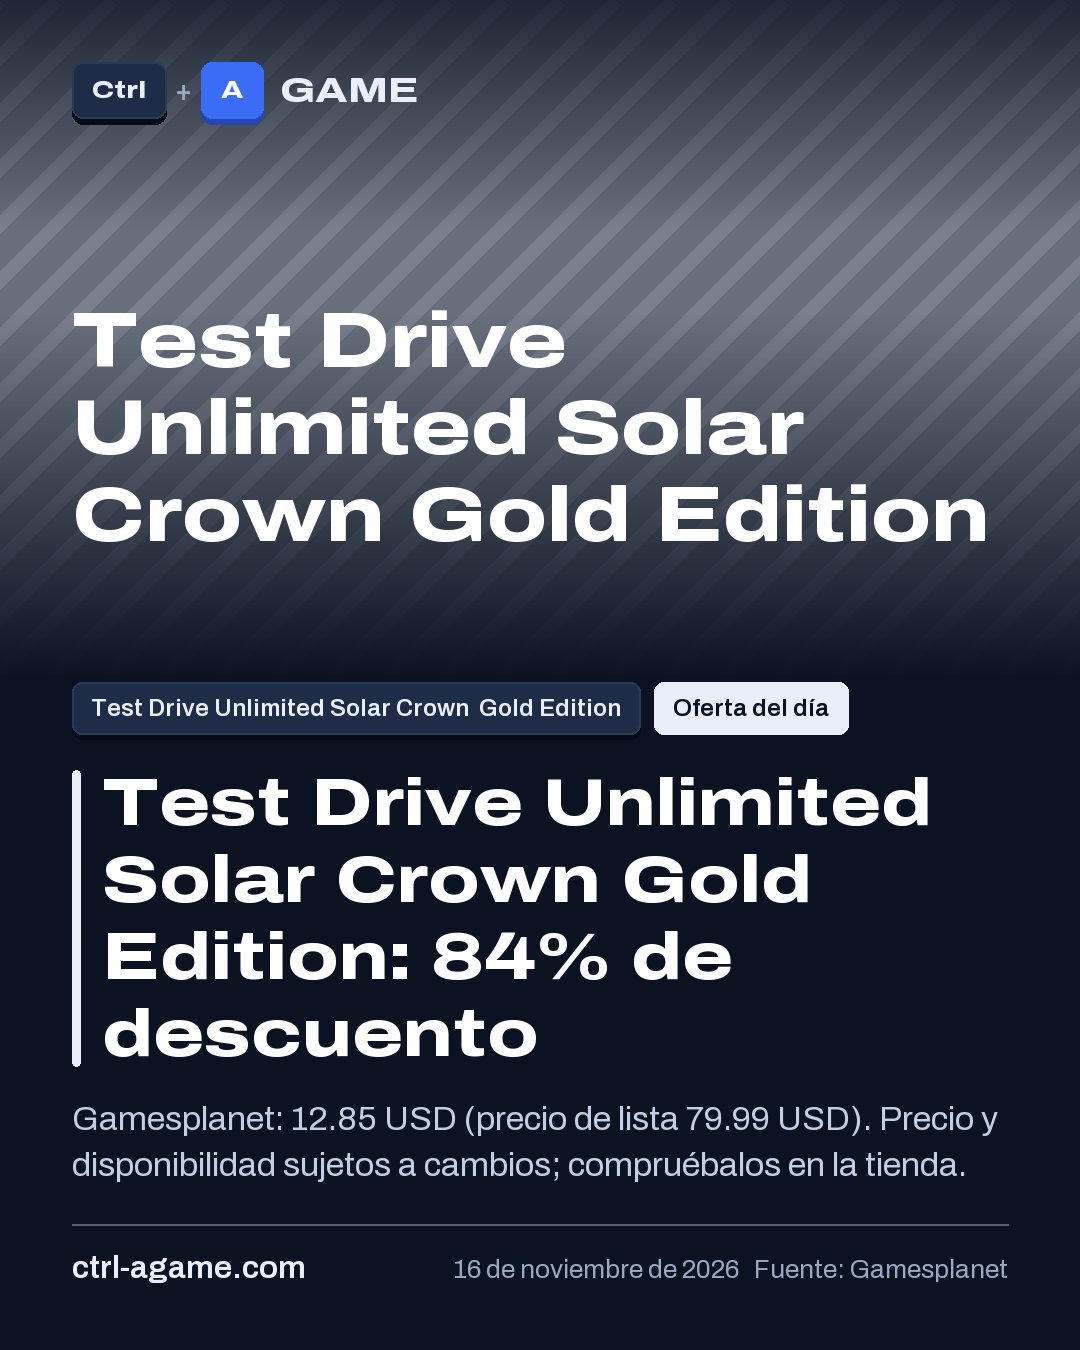 Ctrl + A GAME
Test Drive
Unlimited Solar
Crown Gold Edition
Test Drive Unlimited Solar Crown  Gold Edition
Oferta del día
Test Drive Unlimited
Solar Crown Gold
Edition: 84% de
descuento
Gamesplanet: 12.85 USD (precio de lista 79.99 USD). Precio y
disponibilidad sujetos a cambios; compruébalos en la tienda.
ctrl-agame.com
16 de noviembre de 2026  Fuente: Gamesplanet